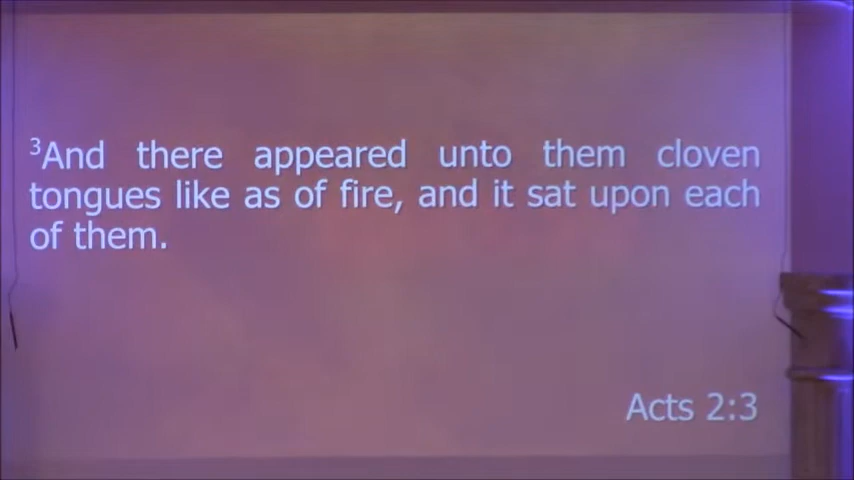 ³And there appeared unto them cloven
tongues like as of fire, and it sat upon each
of them.
Acts 2:3